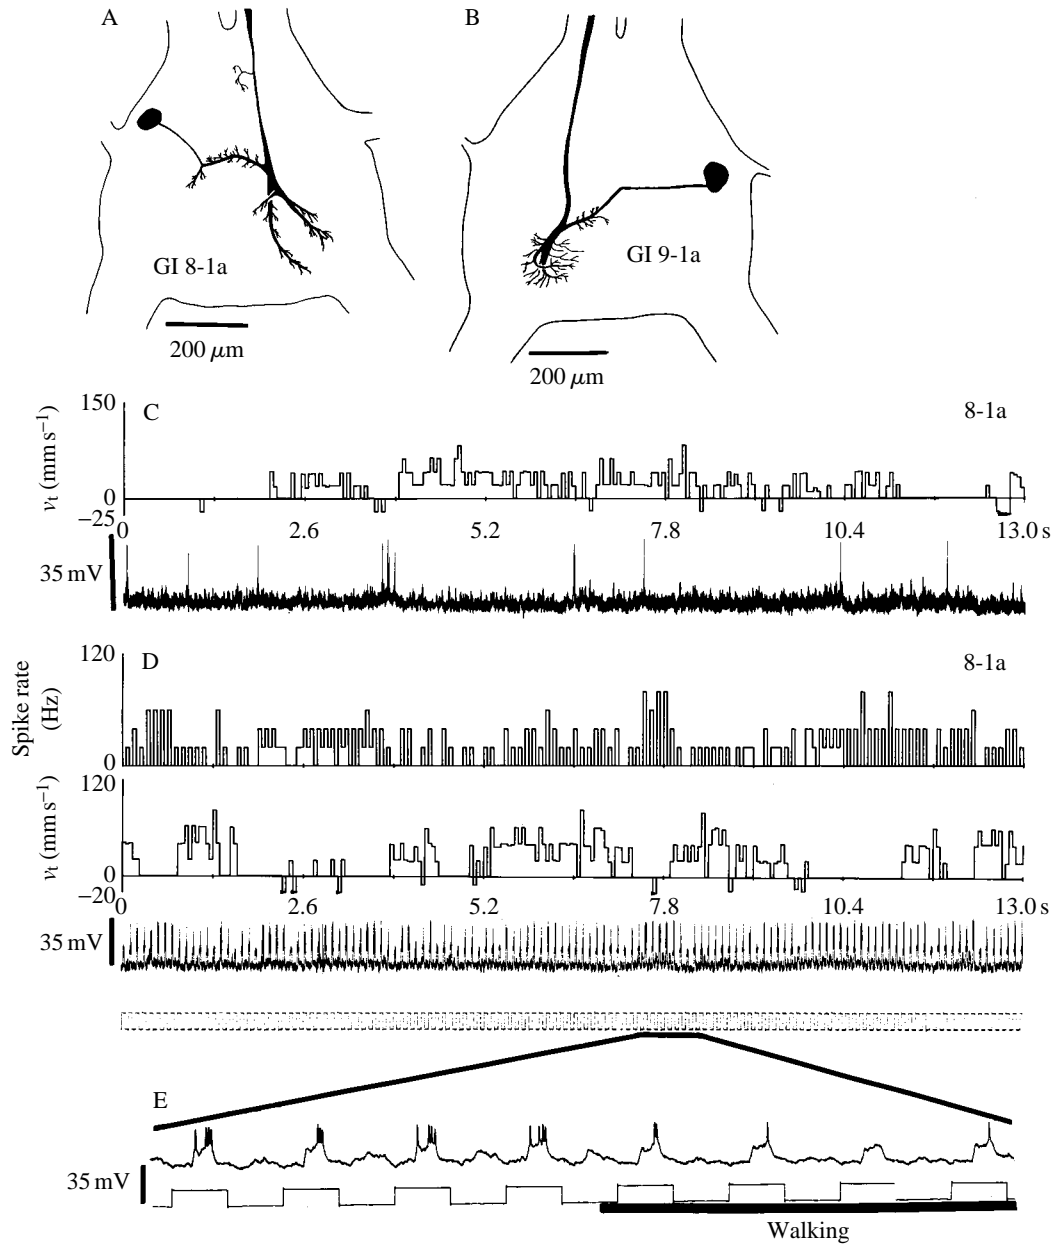 A
B
GI 8-1a
GI 9-1a
200 μm
200 μm
150
C
8-1a
vt (mm s−1)
0
−25
0 2.6 5.2 7.8 10.4 13.0 s
35 mV
120
D
8-1a
Spike rate
(Hz)
0
120
vt (mm s−1)
0
−20
0 2.6 5.2 7.8 10.4 13.0 s
35 mV
E
35 mV
Walking